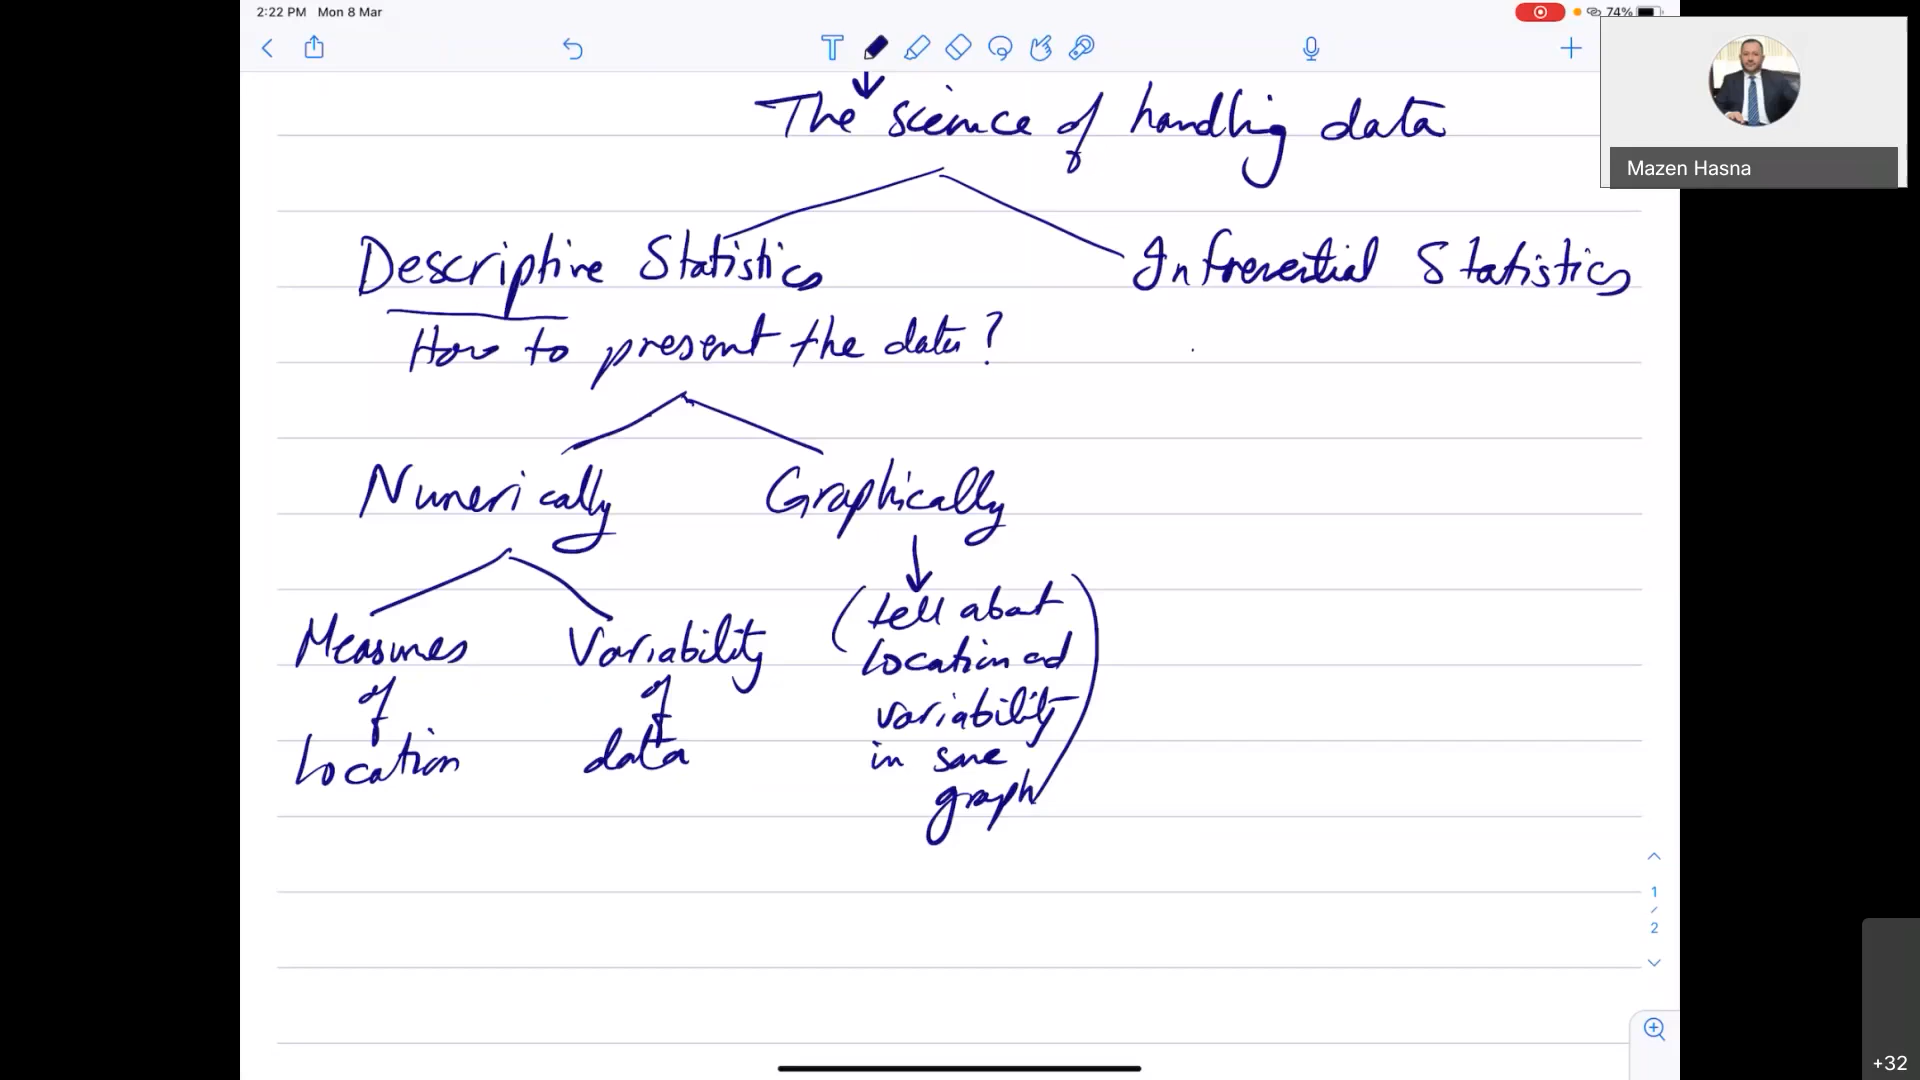 2:22 PM Mon 8 Mar
74%
Mazen Hasna
The science of handling data
Descriptive Statistics
Infrerential Statistics
How to present the data?
Numerically
Graphically
Measures
of
Location
Variability
of
data
(tell about
location and
variability
in same
graph)
1
/
2
+32